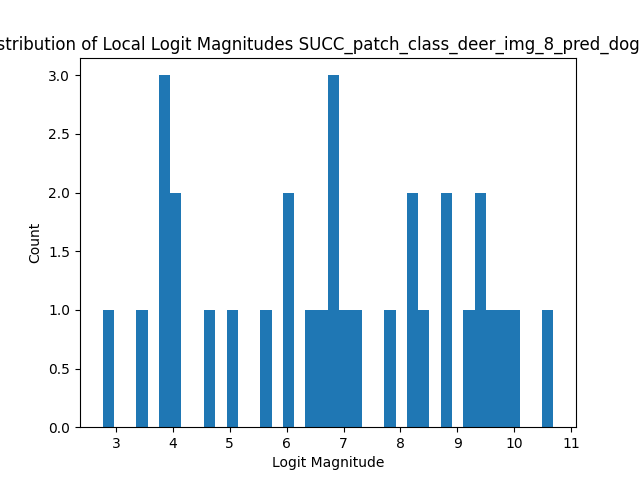 stribution of Local Logit Magnitudes SUCC_patch_class_deer_img_8_pred_dog
3.0
2.5
2.0
1.5
1.0
0.5
0.0
Count
3 4 5 6 7 8 9 10 11
Logit Magnitude